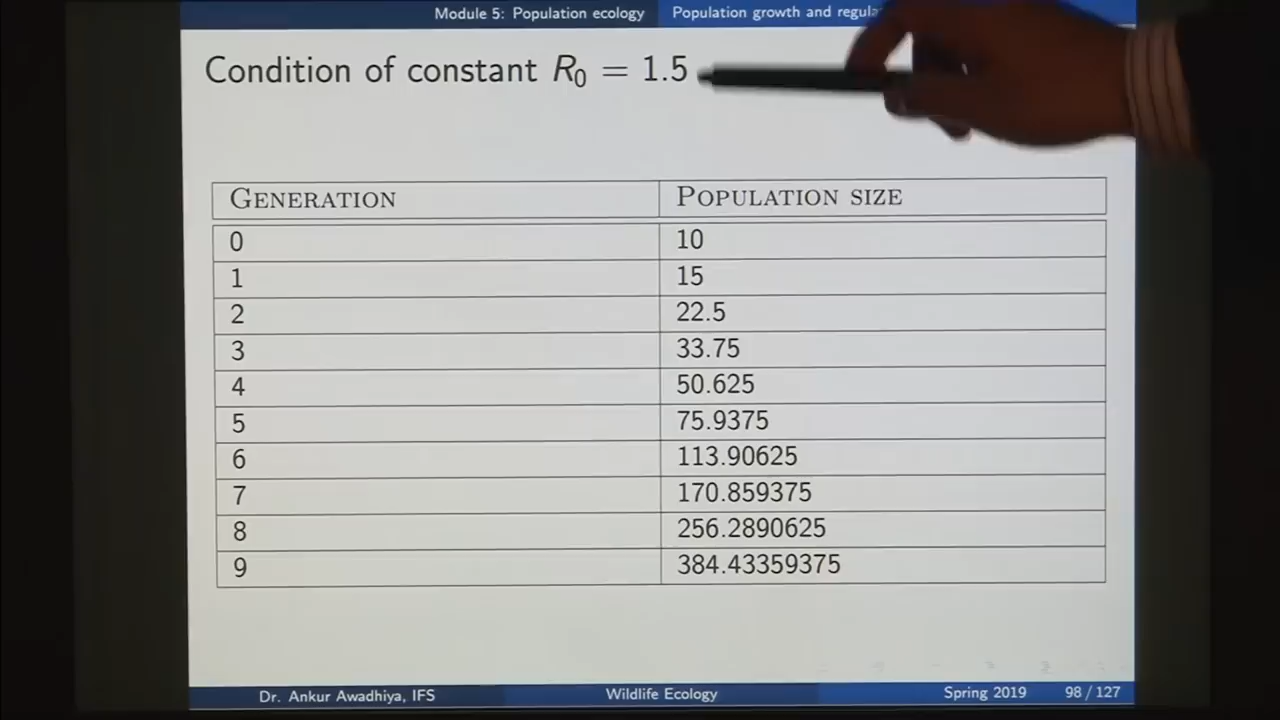 Module 5: Population ecology Population growth and
Condition of constant R₀ = 1.5
GENERATION POPULATION SIZE
0 10
1 15
2 22.5
3 33.75
4 50.625
5 75.9375
6 113.90625
7 170.859375
8 256.2890625
9 384.43359375
Dr. Ankur Awadhiya, IFS Wildlife Ecology Spring 2019 98 / 127